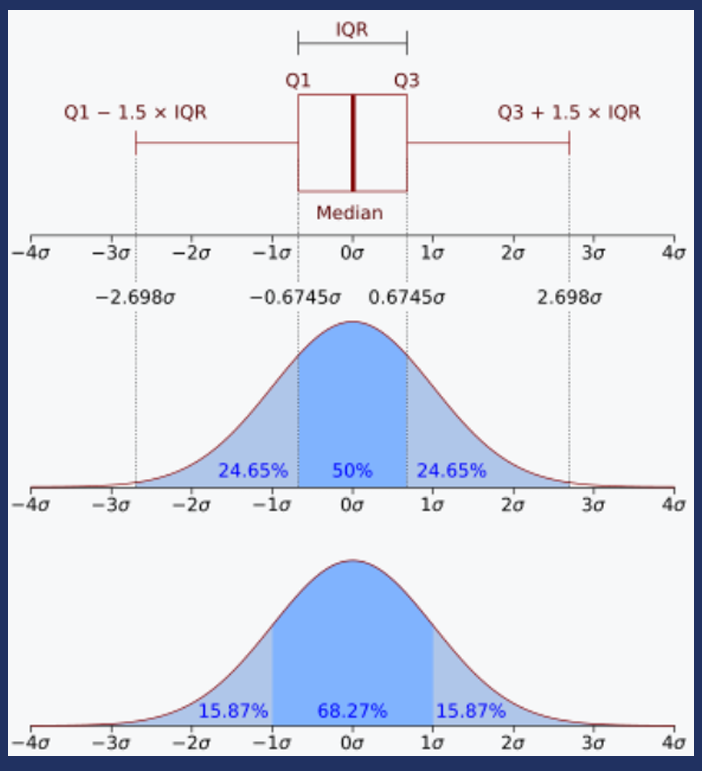 IQR
Q1 Q3
Q1 − 1.5 × IQR Q3 + 1.5 × IQR
Median
−4σ −3σ −2σ −1σ 0σ 1σ 2σ 3σ 4σ
−2.698σ −0.6745σ 0.6745σ 2.698σ
24.65% 50% 24.65%
−4σ −3σ −2σ −1σ 0σ 1σ 2σ 3σ 4σ
15.87% 68.27% 15.87%
−4σ −3σ −2σ −1σ 0σ 1σ 2σ 3σ 4σ